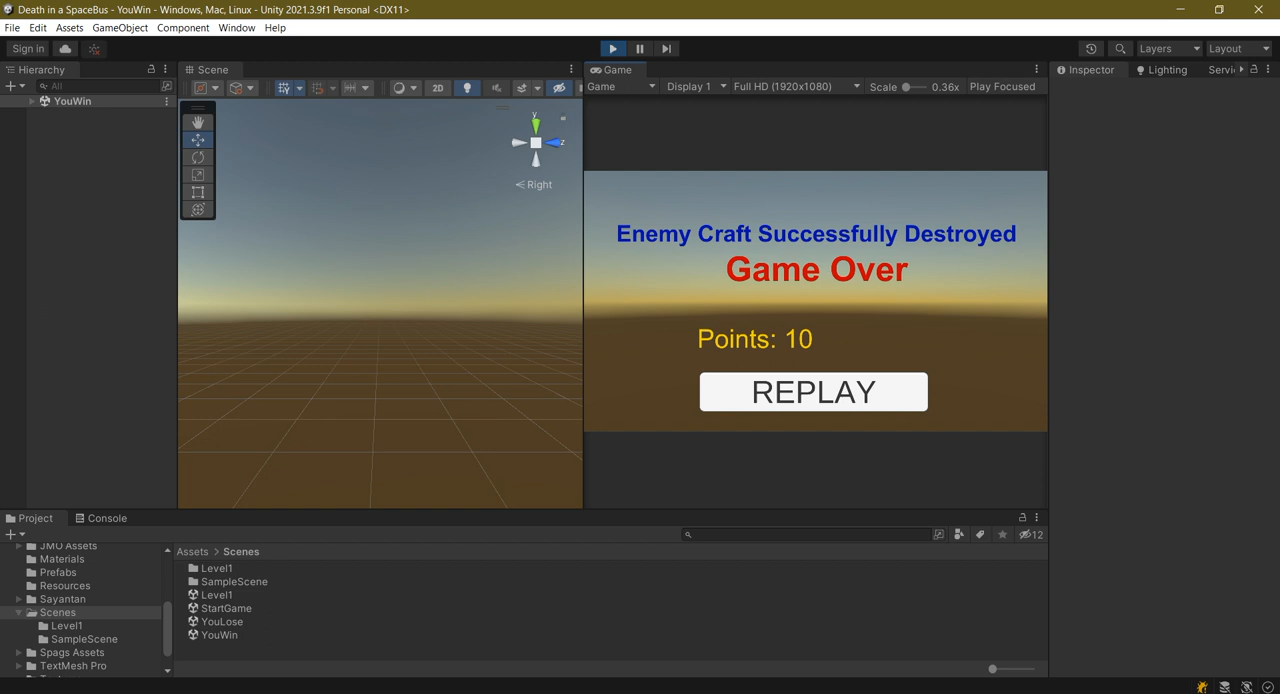 Death in a SpaceBus - YouWin - Windows, Mac, Linux - Unity 2021.3.9f1 Personal <DX11>
File Edit Assets GameObject Component Window Help
Sign in Layers Layout
Hierarchy Scene Game Inspector Lighting Servi
All 2D Game Display 1 Full HD (1920x1080) Scale 0.36x Play Focused
YouWin
y
z
Right
Enemy Craft Successfully Destroyed
Game Over
Points: 10
REPLAY
Project Console
12
JMO Assets
Materials
Prefabs
Resources
Sayantan
Scenes
Level1
SampleScene
Spags Assets
TextMesh Pro
Assets > Scenes
Level1
SampleScene
Level1
StartGame
YouLose
YouWin